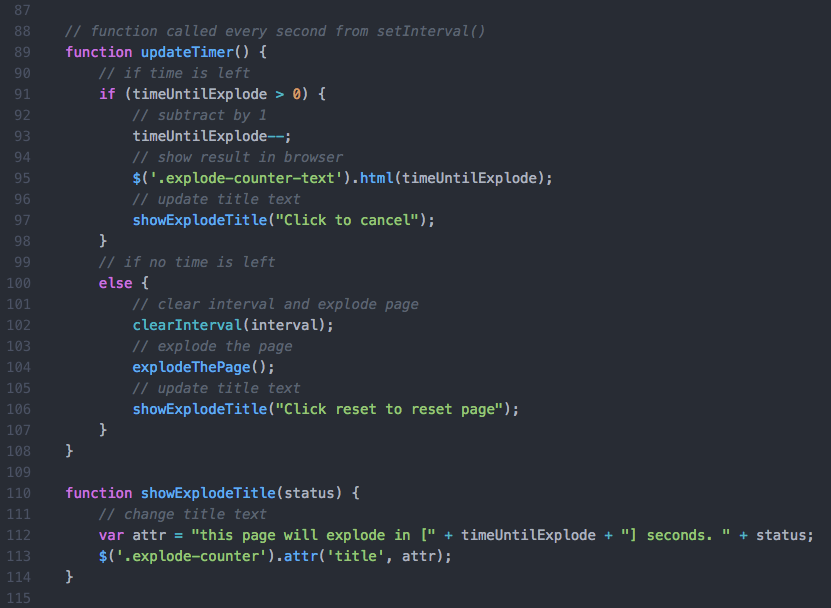 87
88 // function called every second from setInterval()
89 function updateTimer() {
90 // if time is left
91 if (timeUntilExplode > 0) {
92 // subtract by 1
93 timeUntilExplode--;
94 // show result in browser
95 $('.explode-counter-text').html(timeUntilExplode);
96 // update title text
97 showExplodeTitle("Click to cancel");
98 }
99 // if no time is left
100 else {
101 // clear interval and explode page
102 clearInterval(interval);
103 // explode the page
104 explodeThePage();
105 // update title text
106 showExplodeTitle("Click reset to reset page");
107 }
108 }
109
110 function showExplodeTitle(status) {
111 // change title text
112 var attr = "this page will explode in [" + timeUntilExplode + "] seconds. " + status;
113 $('.explode-counter').attr('title', attr);
114 }
115